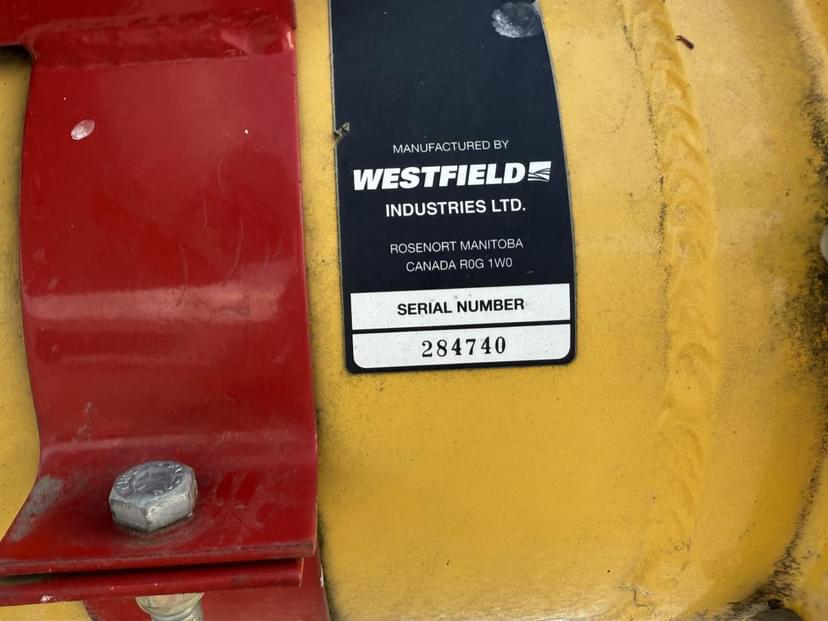 MANUFACTURED BY
WESTFIELD
INDUSTRIES LTD.
ROSENORT MANITOBA
CANADA R0G 1W0
SERIAL NUMBER
284740